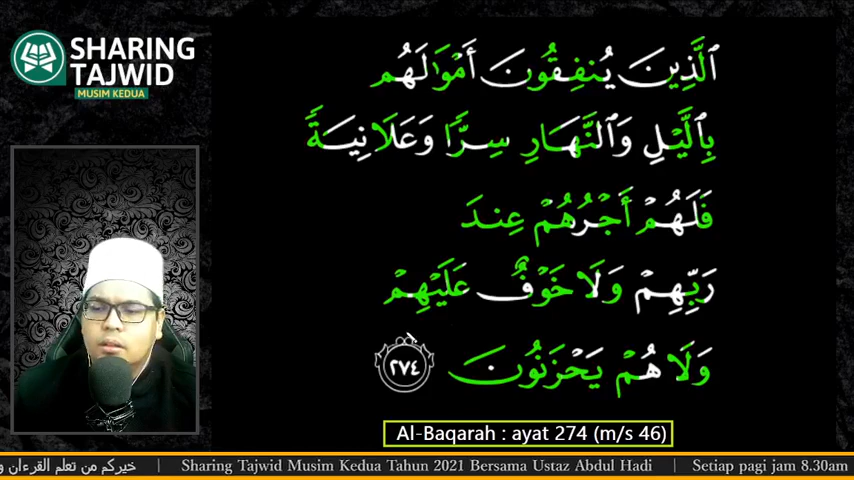 SHARING
TAJWID
MUSIM KEDUA
ٱلَّذِينَ يُنفِقُونَ أَمْوَٰلَهُم
بِٱلَّيْلِ وَٱلنَّهَارِ سِرًّا وَعَلَانِيَةً
فَلَهُمْ أَجْرُهُمْ عِندَ
رَبِّهِمْ وَلَا خَوْفٌ عَلَيْهِمْ
وَلَا هُمْ يَحْزَنُونَ ٢٧٤
Al-Baqarah : ayat 274 (m/s 46)
خيركم من تعلم القرءان و | Sharing Tajwid Musim Kedua Tahun 2021 Bersama Ustaz Abdul Hadi | Setiap pagi jam 8.30am